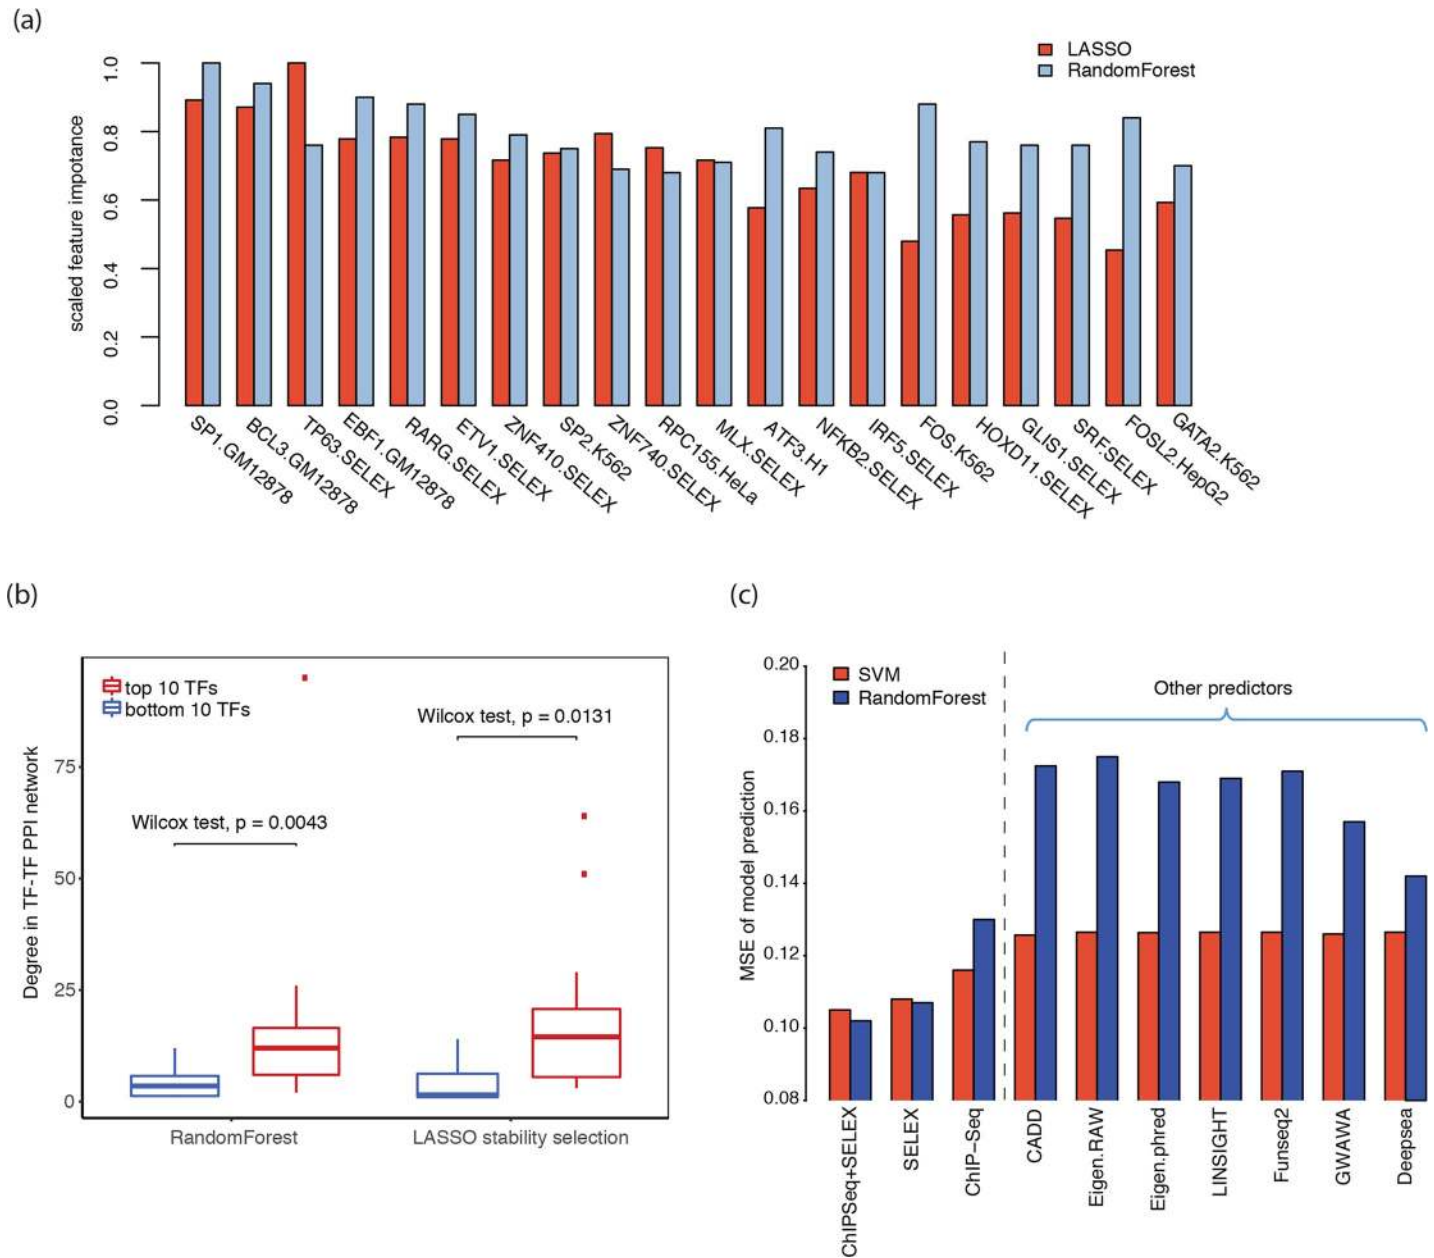 (a)
LASSO
RandomForest
scaled feature impotance
1.0
0.8
0.6
0.4
0.2
0.0
SP1.GM12878
BCL3.GM12878
TP63.SELEX
EBF1.GM12878
RARG.SELEX
ETV1.SELEX
ZNF410.SELEX
SP2.K562
ZNF740.SELEX
RPC155.HeLa
MLX.SELEX
ATF3.H1
NFKB2.SELEX
IRF5.SELEX
FOS.K562
HOXD11.SELEX
GLIS1.SELEX
SRF.SELEX
FOSL2.HepG2
GATA2.K562
(b)
top 10 TFs
bottom 10 TFs
Wilcox test, p = 0.0131
Wilcox test, p = 0.0043
Degree in TF-TF PPI network
75
50
25
0
RandomForest
LASSO stability selection
(c)
SVM
RandomForest
Other predictors
MSE of model prediction
0.20
0.18
0.16
0.14
0.12
0.10
0.08
ChIPSeq+SELEX
SELEX
ChIP−Seq
CADD
Eigen.RAW
Eigen.phred
LINSIGHT
Funseq2
GWAWA
Deepsea